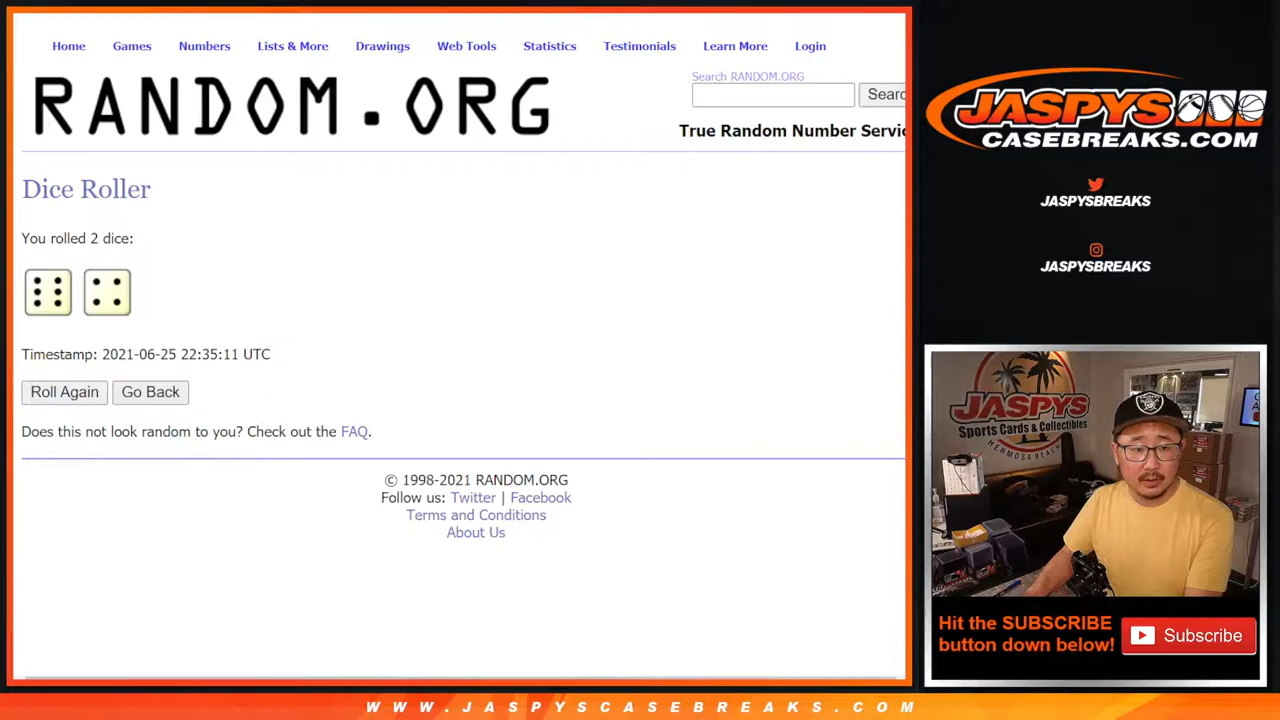 Home Games Numbers Lists & More Drawings Web Tools Statistics Testimonials Learn More Login
RANDOM.ORG
Search RANDOM.ORG
Searc
True Random Number Servic
Dice Roller
You rolled 2 dice:
Timestamp: 2021-06-25 22:35:11 UTC
Roll Again Go Back
Does this not look random to you? Check out the FAQ.
© 1998-2021 RANDOM.ORG
Follow us: Twitter | Facebook
Terms and Conditions
About Us
JASPYS
CASEBREAKS.COM
JASPYSBREAKS
JASPYSBREAKS
JASPYS
Sports Cards & Collectibles
HERMOSA BEACH
Hit the SUBSCRIBE
button down below!
Subscribe
WWW.JASPYSCASEBREAKS.COM